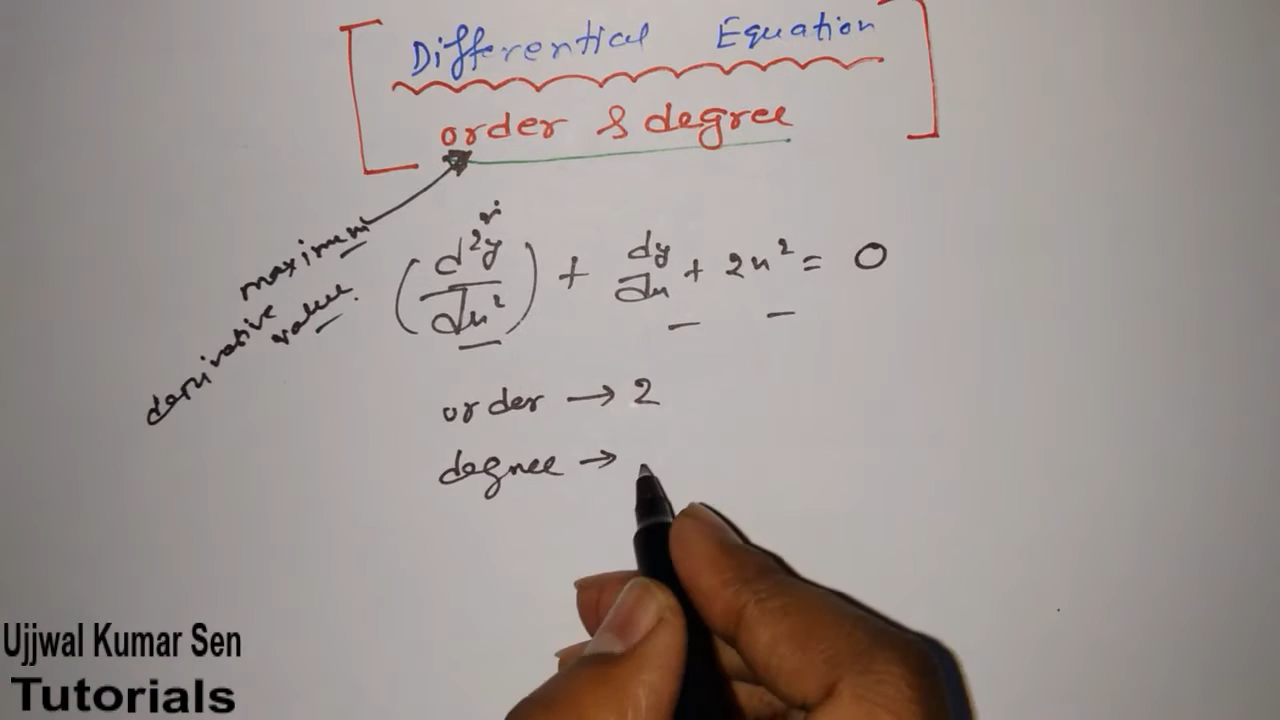 Differential Equation
order & degree
maximum
derivative value.
(d²y/dx²) + dy/dx + 2x² = 0
order → 2
degree →
Ujjwal Kumar Sen
Tutorials